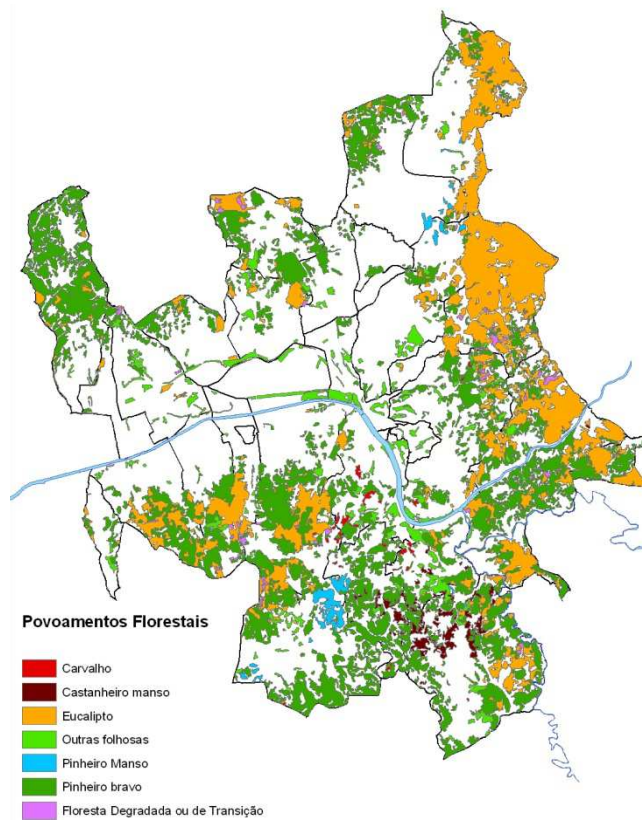 Povoamentos Florestais
Carvalho
Castanheiro manso
Eucalipto
Outras folhosas
Pinheiro Manso
Pinheiro bravo
Floresta Degradada ou de Transição